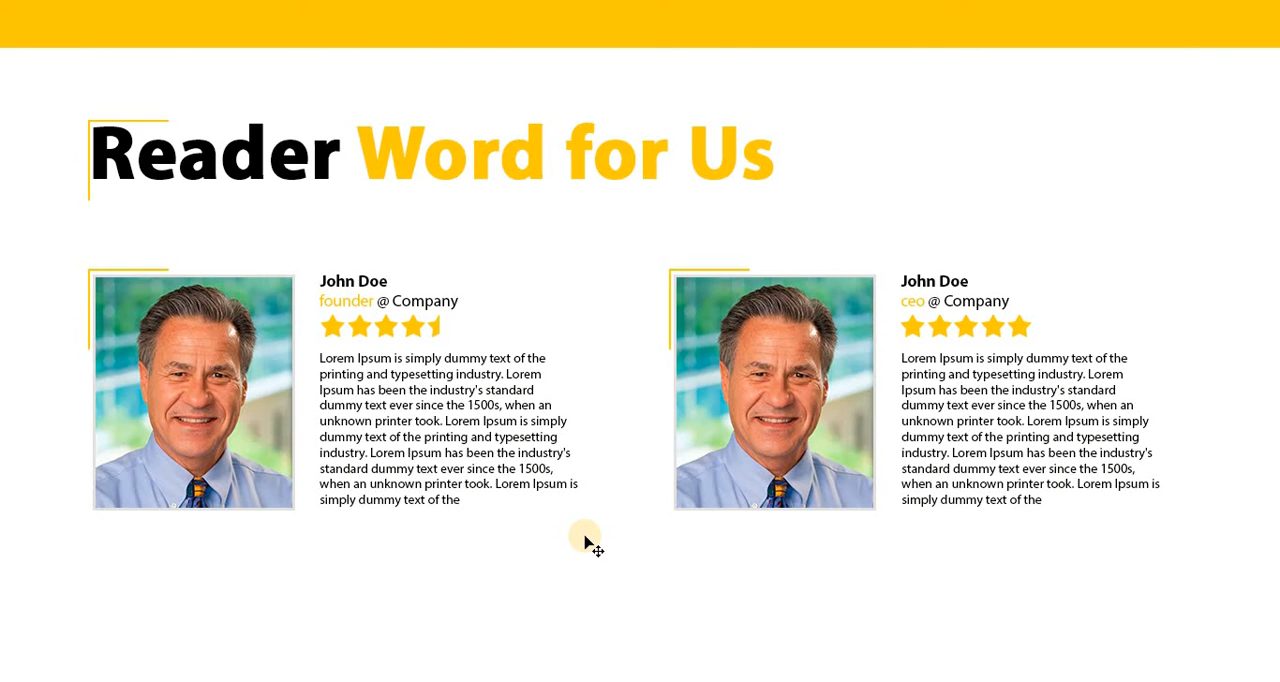 Reader Word for Us
John Doe
founder @ Company
Lorem Ipsum is simply dummy text of the
printing and typesetting industry. Lorem
Ipsum has been the industry's standard
dummy text ever since the 1500s, when an
unknown printer took. Lorem Ipsum is simply
dummy text of the printing and typesetting
industry. Lorem Ipsum has been the industry's
standard dummy text ever since the 1500s,
when an unknown printer took. Lorem Ipsum is
simply dummy text of the
John Doe
ceo @ Company
Lorem Ipsum is simply dummy text of the
printing and typesetting industry. Lorem
Ipsum has been the industry's standard
dummy text ever since the 1500s, when an
unknown printer took. Lorem Ipsum is simply
dummy text of the printing and typesetting
industry. Lorem Ipsum has been the industry's
standard dummy text ever since the 1500s,
when an unknown printer took. Lorem Ipsum is
simply dummy text of the